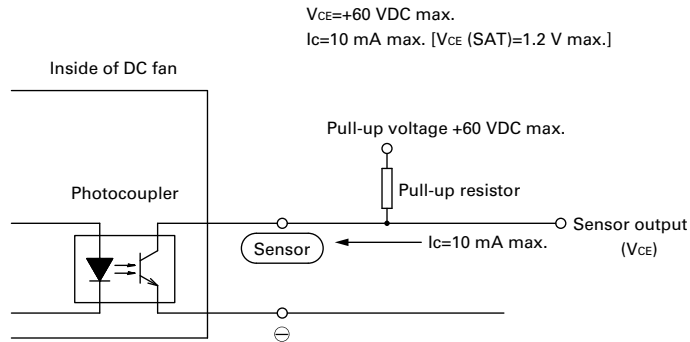 VCE=+60 VDC max.
Ic=10 mA max. [VCE (SAT)=1.2 V max.]
Inside of DC fan
Pull-up voltage +60 VDC max.
Photocoupler
Pull-up resistor
Sensor output
(VCE)
Sensor
Ic=10 mA max.
⊖